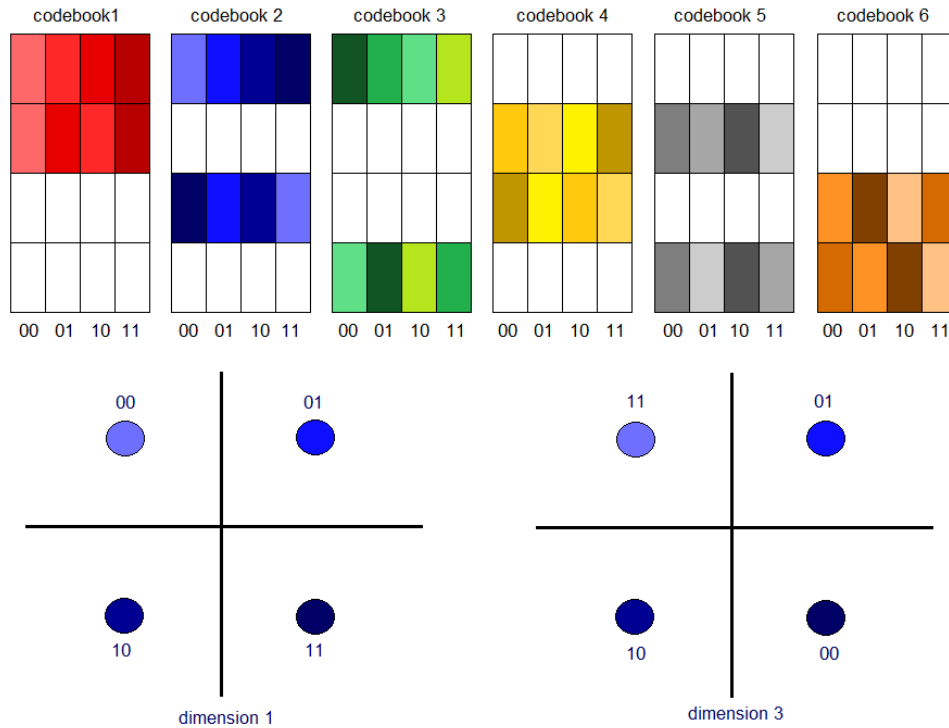 codebook1 codebook 2 codebook 3 codebook 4 codebook 5 codebook 6
00 01 10 11 00 01 10 11 00 01 10 11 00 01 10 11 00 01 10 11 00 01 10 11
00 01 11 01
10 11 10 00
dimension 1 dimension 3